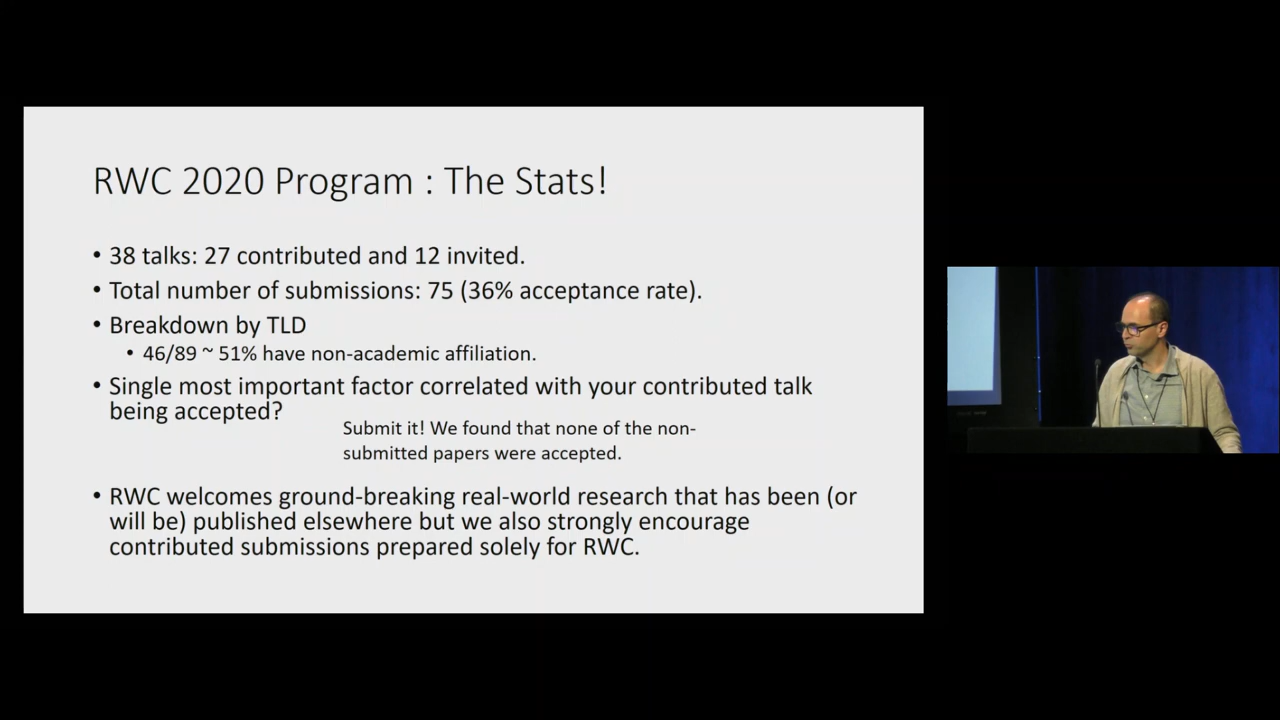 RWC 2020 Program : The Stats!
• 38 talks: 27 contributed and 12 invited.
• Total number of submissions: 75 (36% acceptance rate).
• Breakdown by TLD
• 46/89 ~ 51% have non-academic affiliation.
• Single most important factor correlated with your contributed talk
being accepted?
Submit it! We found that none of the non-
submitted papers were accepted.
• RWC welcomes ground-breaking real-world research that has been (or
will be) published elsewhere but we also strongly encourage
contributed submissions prepared solely for RWC.